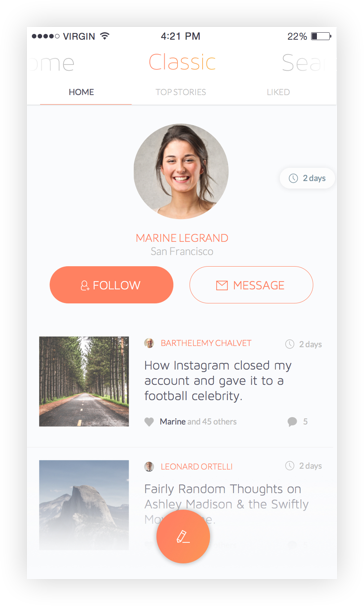 VIRGIN 4:21 PM 22%
ome Classic Sea
HOME TOP STORIES LIKED
2 days
MARINE LEGRAND
San Francisco
FOLLOW MESSAGE
BARTHELEMY CHALVET 2 days
How Instagram closed my
account and gave it to a
football celebrity.
Marine and 45 others 5
LEONARD ORTELLI 2 days
Fairly Random Thoughts on
Ashley Madison & the Swiftly